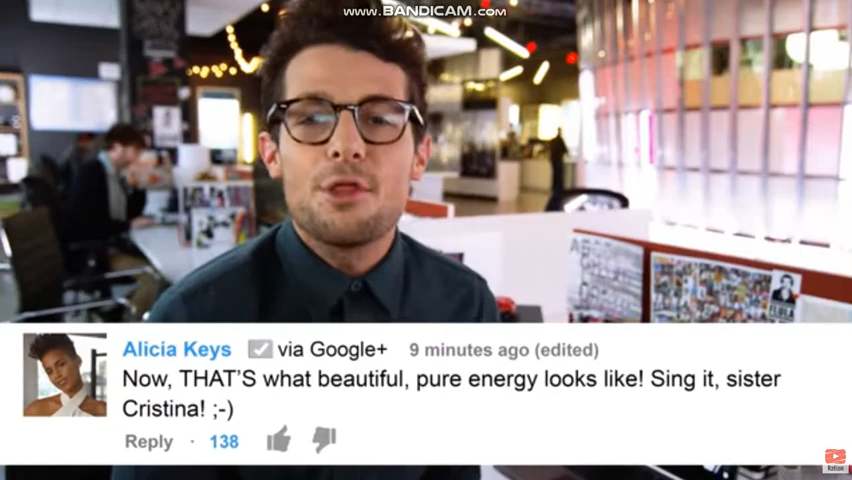 www.BANDICAM.com
Alicia Keys via Google+ 9 minutes ago (edited)
Now, THAT'S what beautiful, pure energy looks like! Sing it, sister
Cristina! ;-)
Reply · 138
Ration